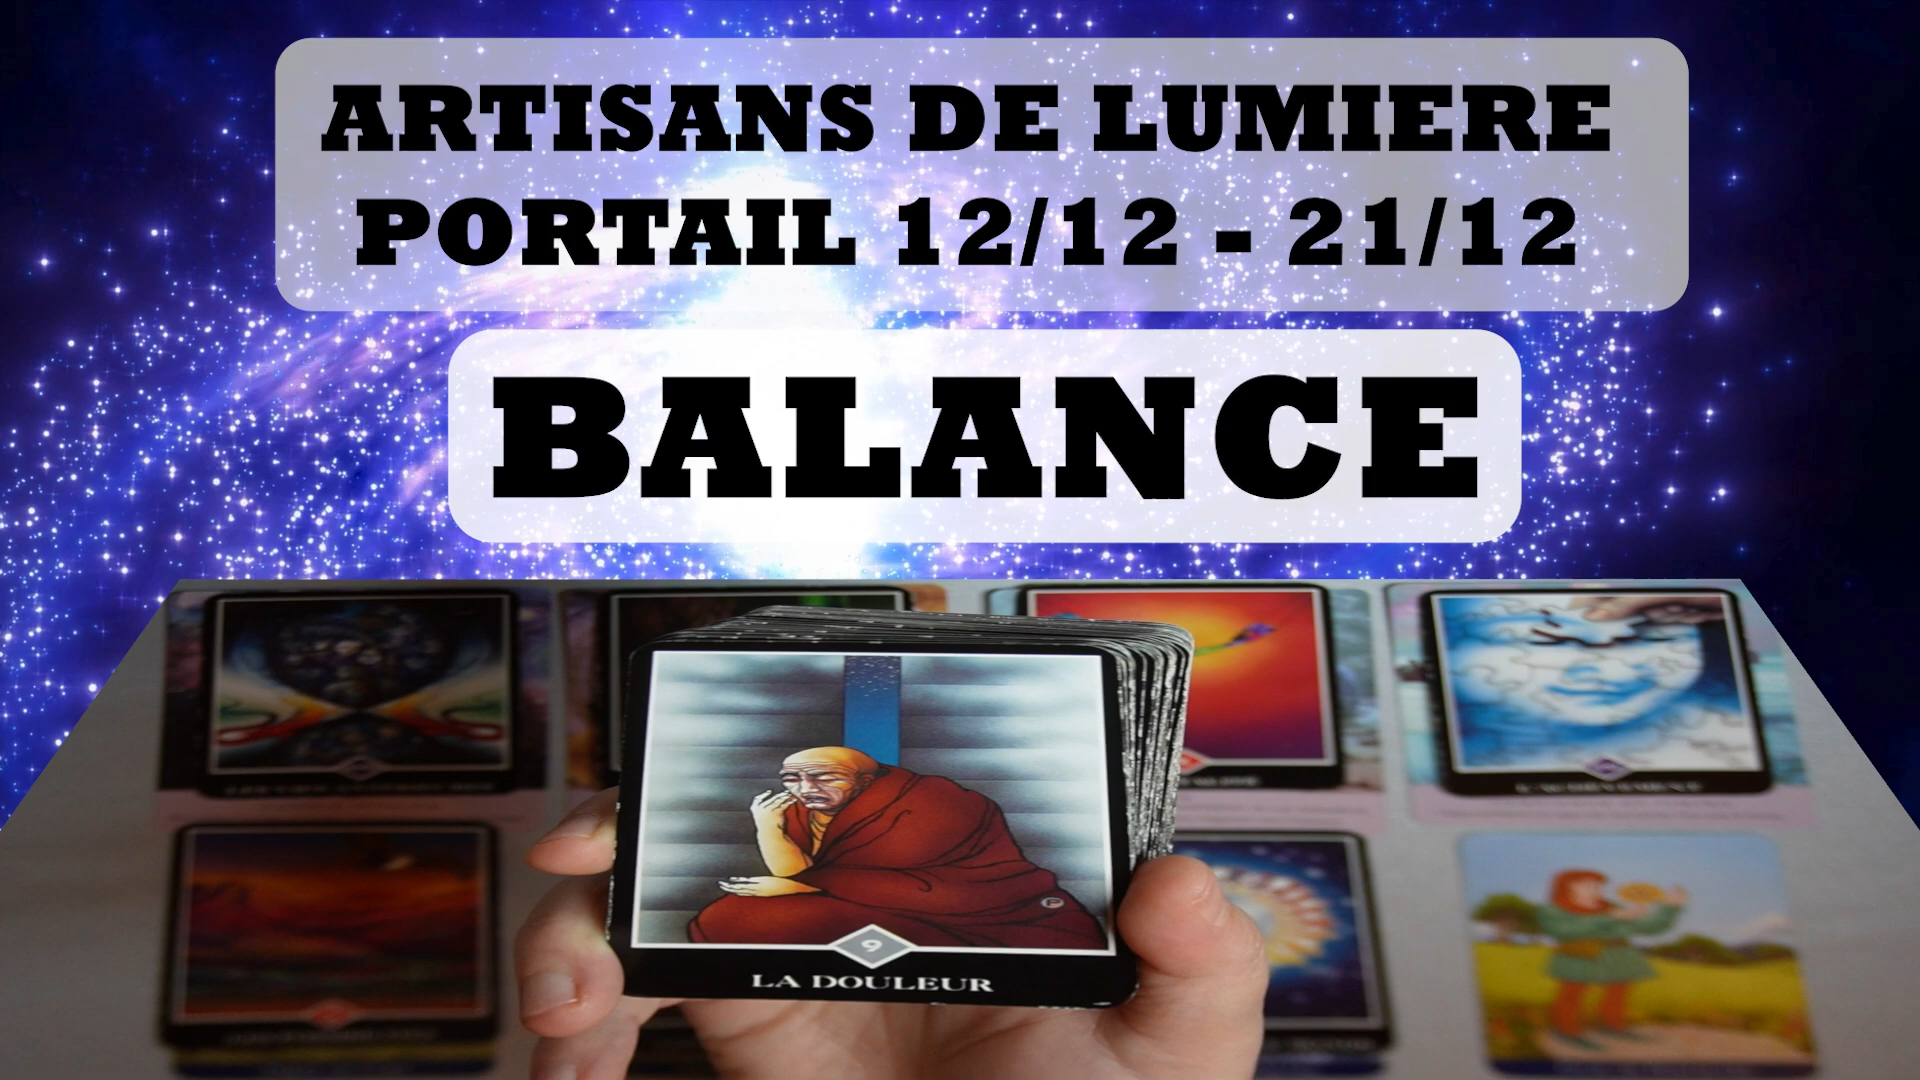 ARTISANS DE LUMIERE
PORTAIL 12/12 - 21/12
BALANCE
9
LA DOULEUR